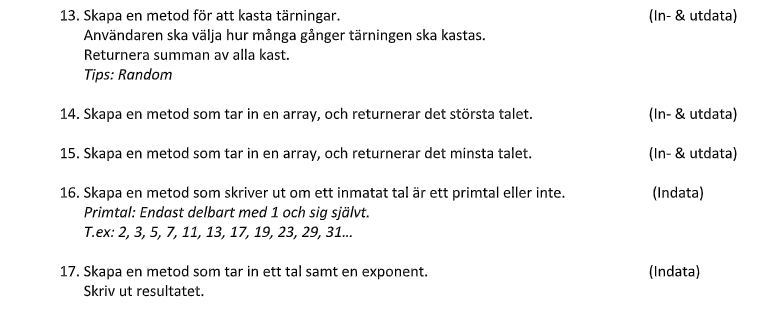 13. Skapa en metod för att kasta tärningar. (In- & utdata)
Användaren ska välja hur många gånger tärningen ska kastas.
Returnera summan av alla kast.
Tips: Random
14. Skapa en metod som tar in en array, och returnerar det största talet. (In- & utdata)
15. Skapa en metod som tar in en array, och returnerar det minsta talet. (In- & utdata)
16. Skapa en metod som skriver ut om ett inmatat tal är ett primtal eller inte. (Indata)
Primtal: Endast delbart med 1 och sig självt.
T.ex: 2, 3, 5, 7, 11, 13, 17, 19, 23, 29, 31...
17. Skapa en metod som tar in ett tal samt en exponent. (Indata)
Skriv ut resultatet.